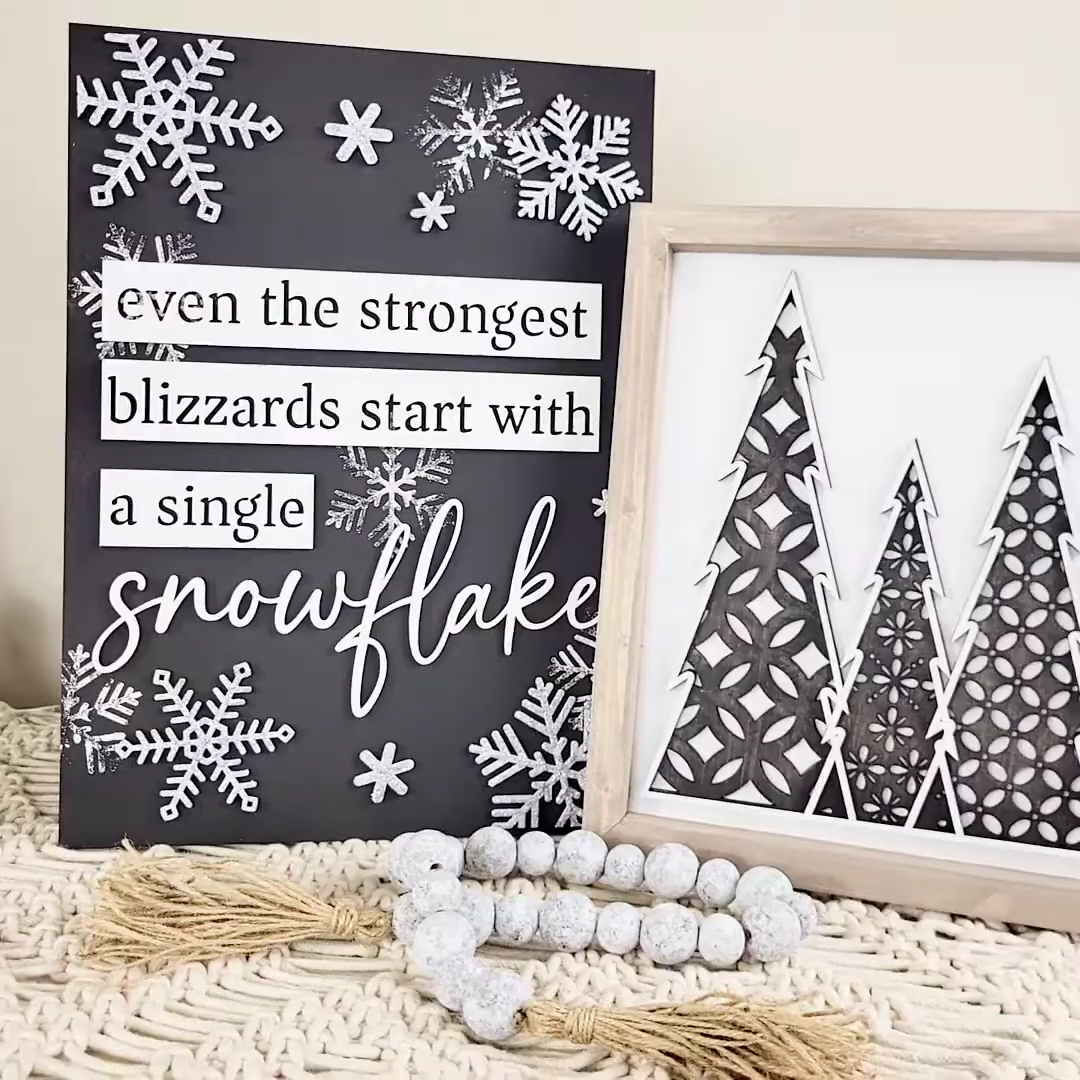 even the strongest
blizzards start with
a single
snowflake